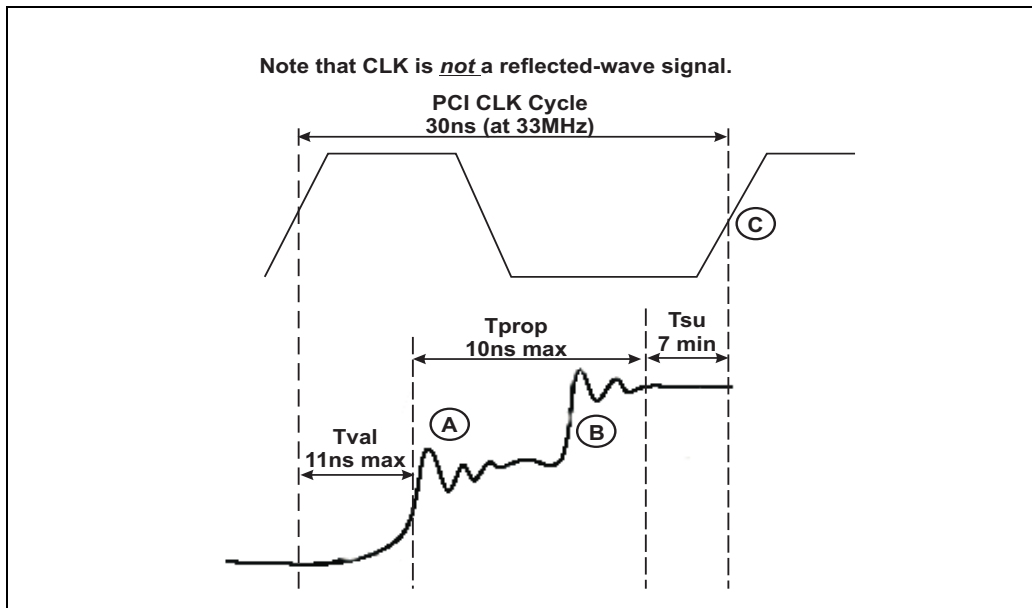 Note that CLK is not a reflected-wave signal.
PCI CLK Cycle
30ns (at 33MHz)
C
Tprop
10ns max
Tsu
7 min
A
B
Tval
11ns max